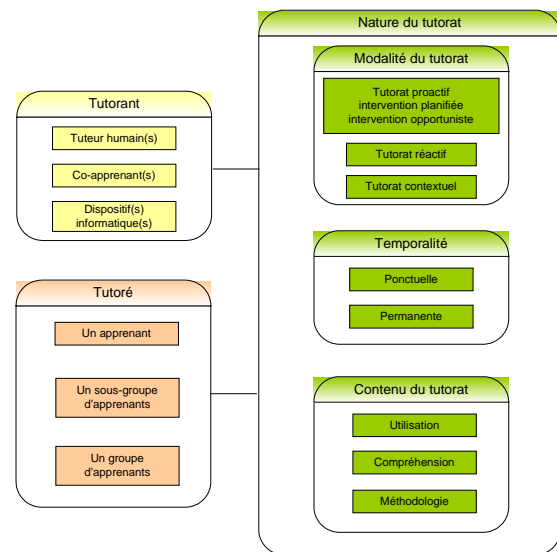 Tutorant
Tuteur humain(s)
Co-apprenant(s)
Dispositif(s)
informatique(s)
Tutoré
Un apprenant
Un sous-groupe
d'apprenants
Un groupe
d'apprenants
Nature du tutorat
Modalité du tutorat
Tutorat proactif
intervention planifiée
intervention opportuniste
Tutorat réactif
Tutorat contextuel
Temporalité
Ponctuelle
Permanente
Contenu du tutorat
Utilisation
Compréhension
Méthodologie